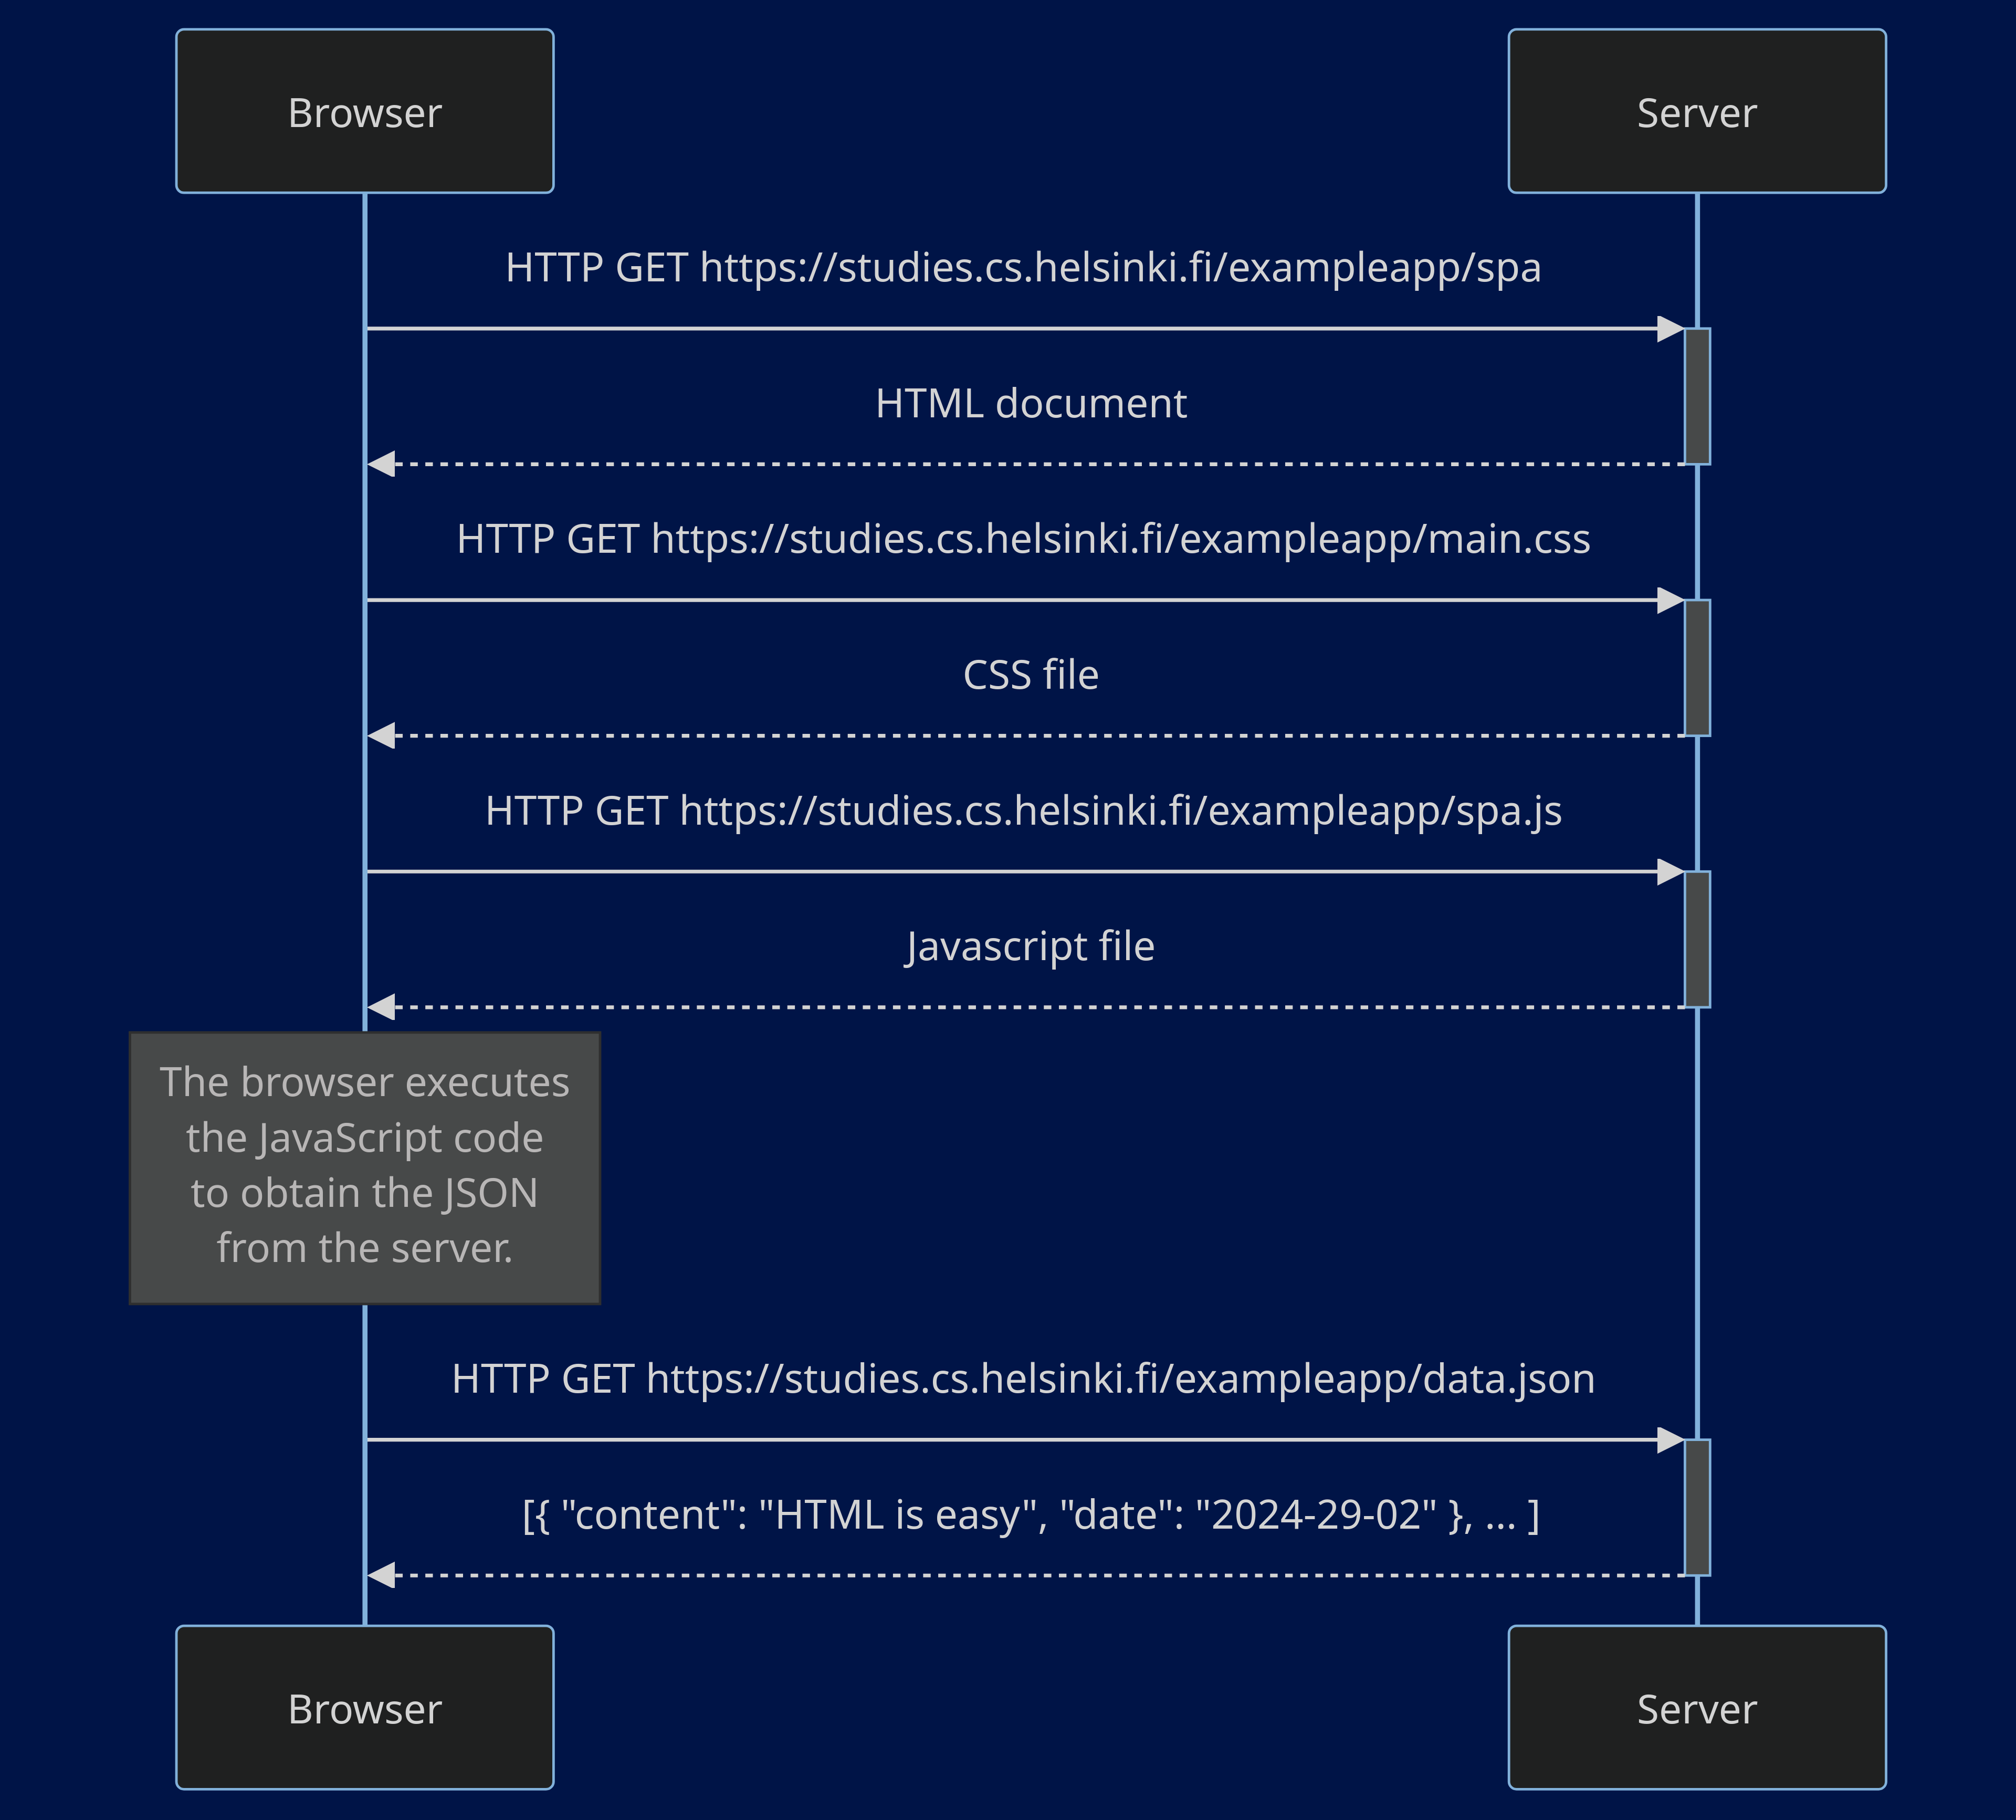 Browser
Server
HTTP GET https://studies.cs.helsinki.fi/exampleapp/spa
HTML document
HTTP GET https://studies.cs.helsinki.fi/exampleapp/main.css
CSS file
HTTP GET https://studies.cs.helsinki.fi/exampleapp/spa.js
Javascript file
The browser executes
the JavaScript code
to obtain the JSON
from the server.
HTTP GET https://studies.cs.helsinki.fi/exampleapp/data.json
[{ "content": "HTML is easy", "date": "2024-29-02" }, ... ]
Browser
Server